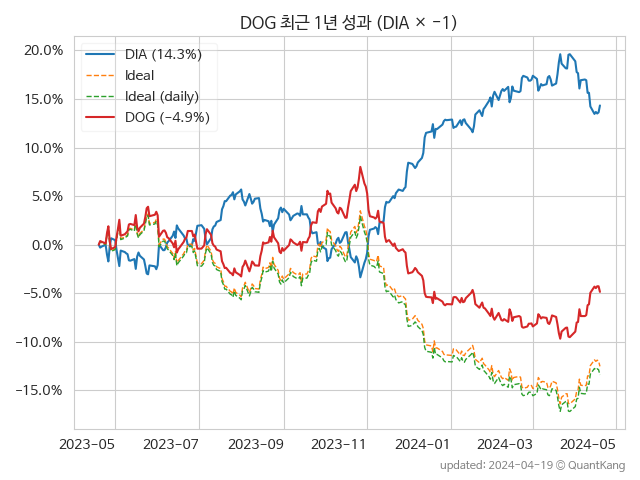 DOG 최근 1년 성과 (DIA × −1)
DIA (14.3%)
Ideal
Ideal (daily)
DOG (−4.9%)
20.0%
15.0%
10.0%
5.0%
0.0%
−5.0%
−10.0%
−15.0%
2023-05 2023-07 2023-09 2023-11 2024-01 2024-03 2024-05
updated: 2024-04-19 © QuantKang